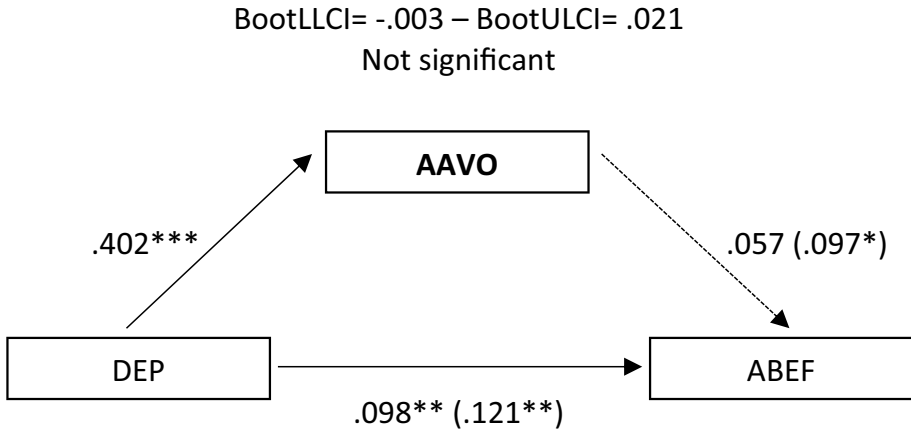 BootLLCI= -.003 – BootULCI= .021
Not significant
AAVO
.402***
.057 (.097*)
DEP
ABEF
.098** (.121**)